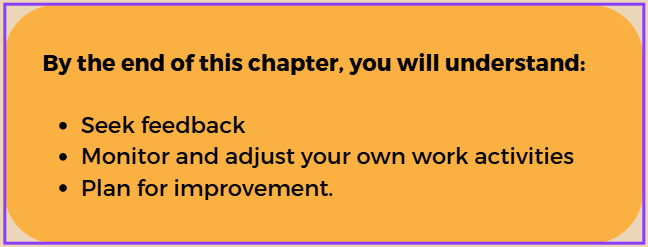 By the end of this chapter, you will understand:
• Seek feedback
• Monitor and adjust your own work activities
• Plan for improvement.